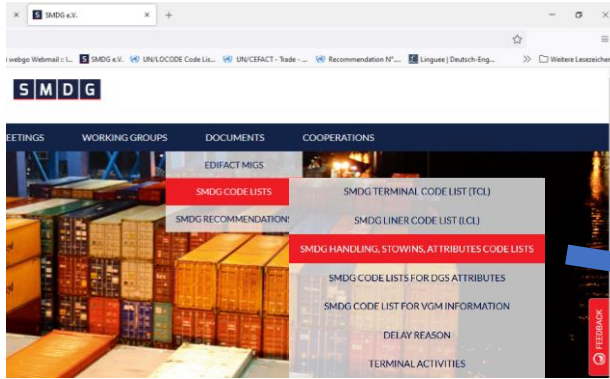 SMDG e.V.
webgo Webmail :: L... SMDG e.V. UN/LOCODE Code Lis... UN/CEFACT - Trade - ... Recommendation N°.... Linguee | Deutsch-Eng... Weitere Lesezeichen
SMDG
EETINGS WORKING GROUPS DOCUMENTS COOPERATIONS
EDIFACT MIGS
SMDG CODE LISTS SMDG TERMINAL CODE LIST (TCL)
SMDG RECOMMENDATIONS SMDG LINER CODE LIST (LCL)
SMDG HANDLING, STOWINS, ATTRIBUTES CODE LISTS
SMDG CODE LISTS FOR DGS ATTRIBUTES
SMDG CODE LIST FOR VGM INFORMATION
DELAY REASON
TERMINAL ACTIVITIES
FEEDBACK